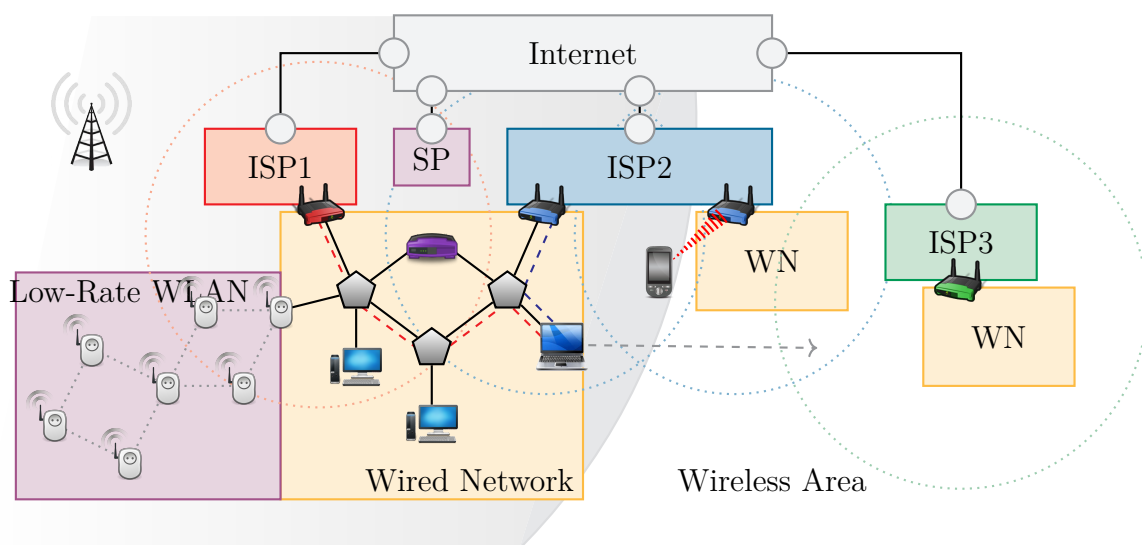 Internet
ISP1
SP
ISP2
ISP3
WN
Low-Rate WLAN
WN
Wired Network
Wireless Area